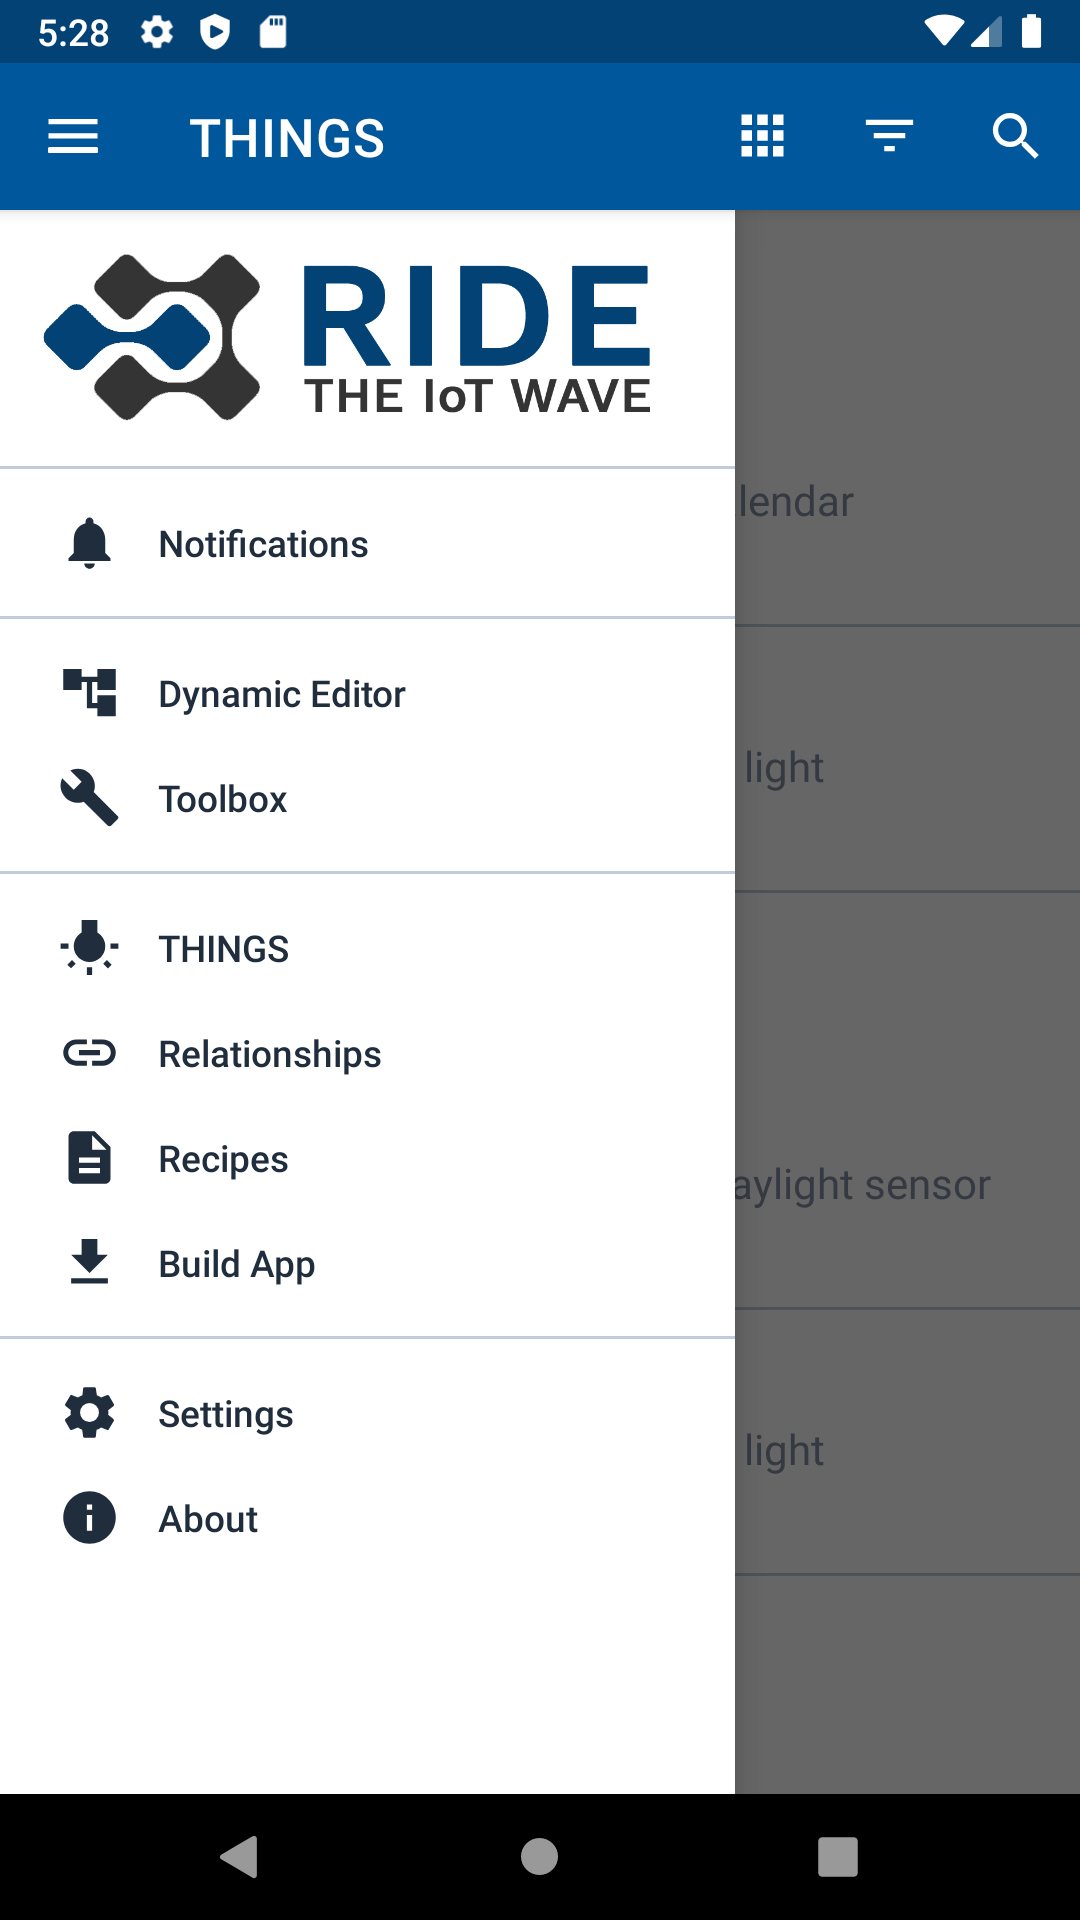 5:28
THINGS
RIDE
THE IoT WAVE
Notifications
lendar
Dynamic Editor
light
Toolbox
THINGS
Relationships
Recipes
aylight sensor
Build App
Settings
light
About